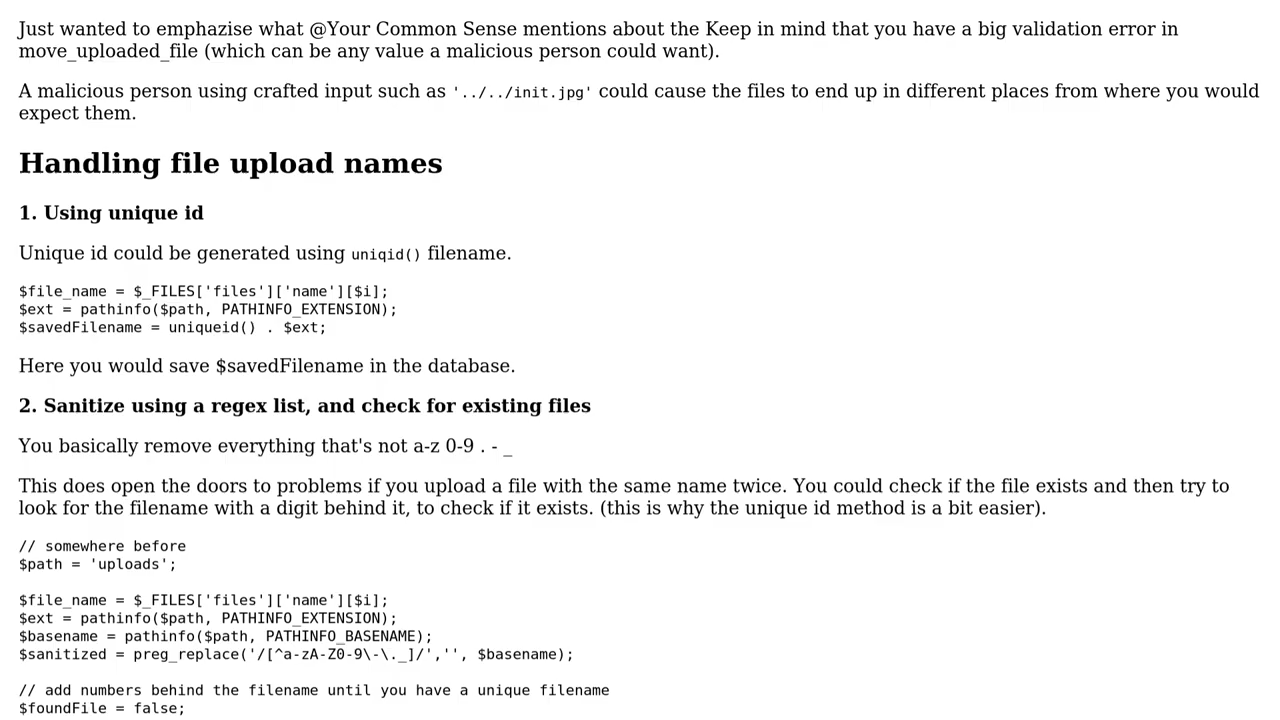 Just wanted to emphazise what @Your Common Sense mentions about the Keep in mind that you have a big validation error in
move_uploaded_file (which can be any value a malicious person could want).
A malicious person using crafted input such as '../../init.jpg' could cause the files to end up in different places from where you would
expect them.
Handling file upload names
1. Using unique id
Unique id could be generated using uniqid() filename.
$file_name = $_FILES['files']['name'][$i];
$ext = pathinfo($path, PATHINFO_EXTENSION);
$savedFilename = uniqueid() . $ext;
Here you would save $savedFilename in the database.
2. Sanitize using a regex list, and check for existing files
You basically remove everything that's not a-z 0-9 . - _
This does open the doors to problems if you upload a file with the same name twice. You could check if the file exists and then try to
look for the filename with a digit behind it, to check if it exists. (this is why the unique id method is a bit easier).
// somewhere before
$path = 'uploads';
$file_name = $_FILES['files']['name'][$i];
$ext = pathinfo($path, PATHINFO_EXTENSION);
$basename = pathinfo($path, PATHINFO_BASENAME);
$sanitized = preg_replace('/[^a-zA-Z0-9\-\._]/','', $basename);
// add numbers behind the filename until you have a unique filename
$foundFile = false;